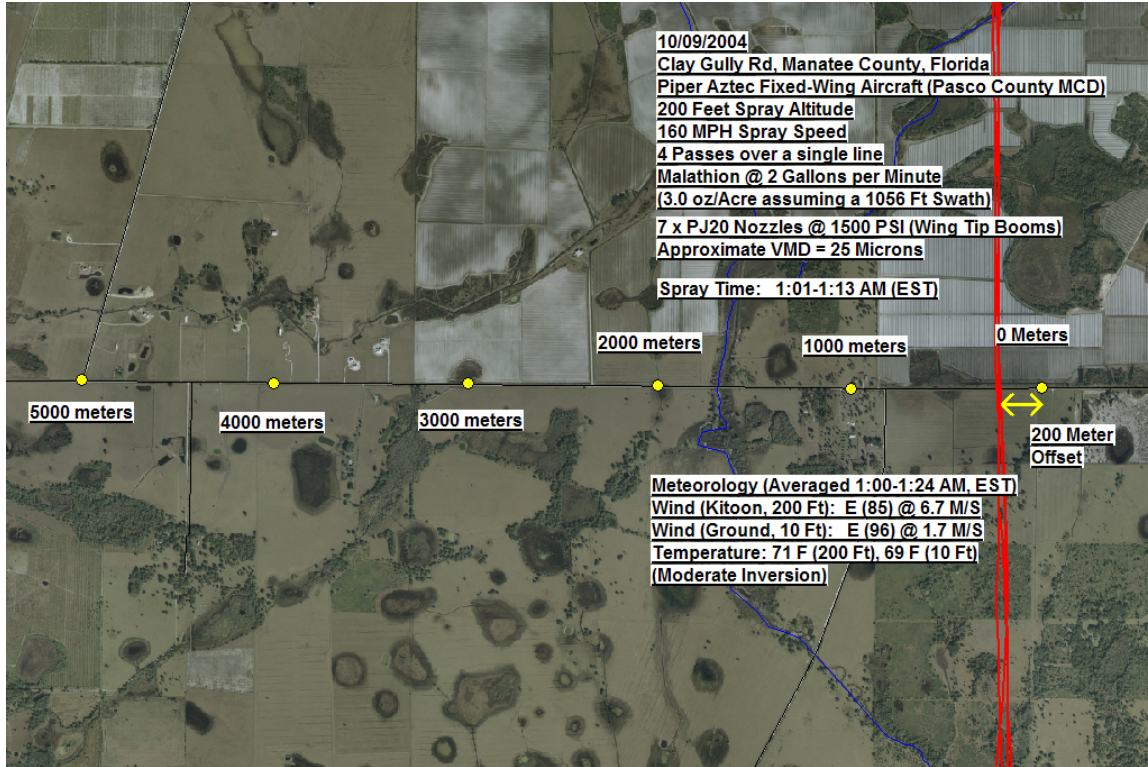 10/09/2004
Clay Gully Rd, Manatee County, Florida
Piper Aztec Fixed-Wing Aircraft (Pasco County MCD)
200 Feet Spray Altitude
160 MPH Spray Speed
4 Passes over a single line
Malathion @ 2 Gallons per Minute
(3.0 oz/Acre assuming a 1056 Ft Swath)
7 x PJ20 Nozzles @ 1500 PSI (Wing Tip Booms)
Approximate VMD = 25 Microns
Spray Time:  1:01-1:13 AM (EST)
2000 meters
1000 meters
0 Meters
5000 meters
4000 meters
3000 meters
200 Meter
Offset
Meteorology (Averaged 1:00-1:24 AM, EST)
Wind (Kitoon, 200 Ft):  E (85) @ 6.7 M/S
Wind (Ground, 10 Ft):  E (96) @ 1.7 M/S
Temperature: 71 F (200 Ft), 69 F (10 Ft)
(Moderate Inversion)